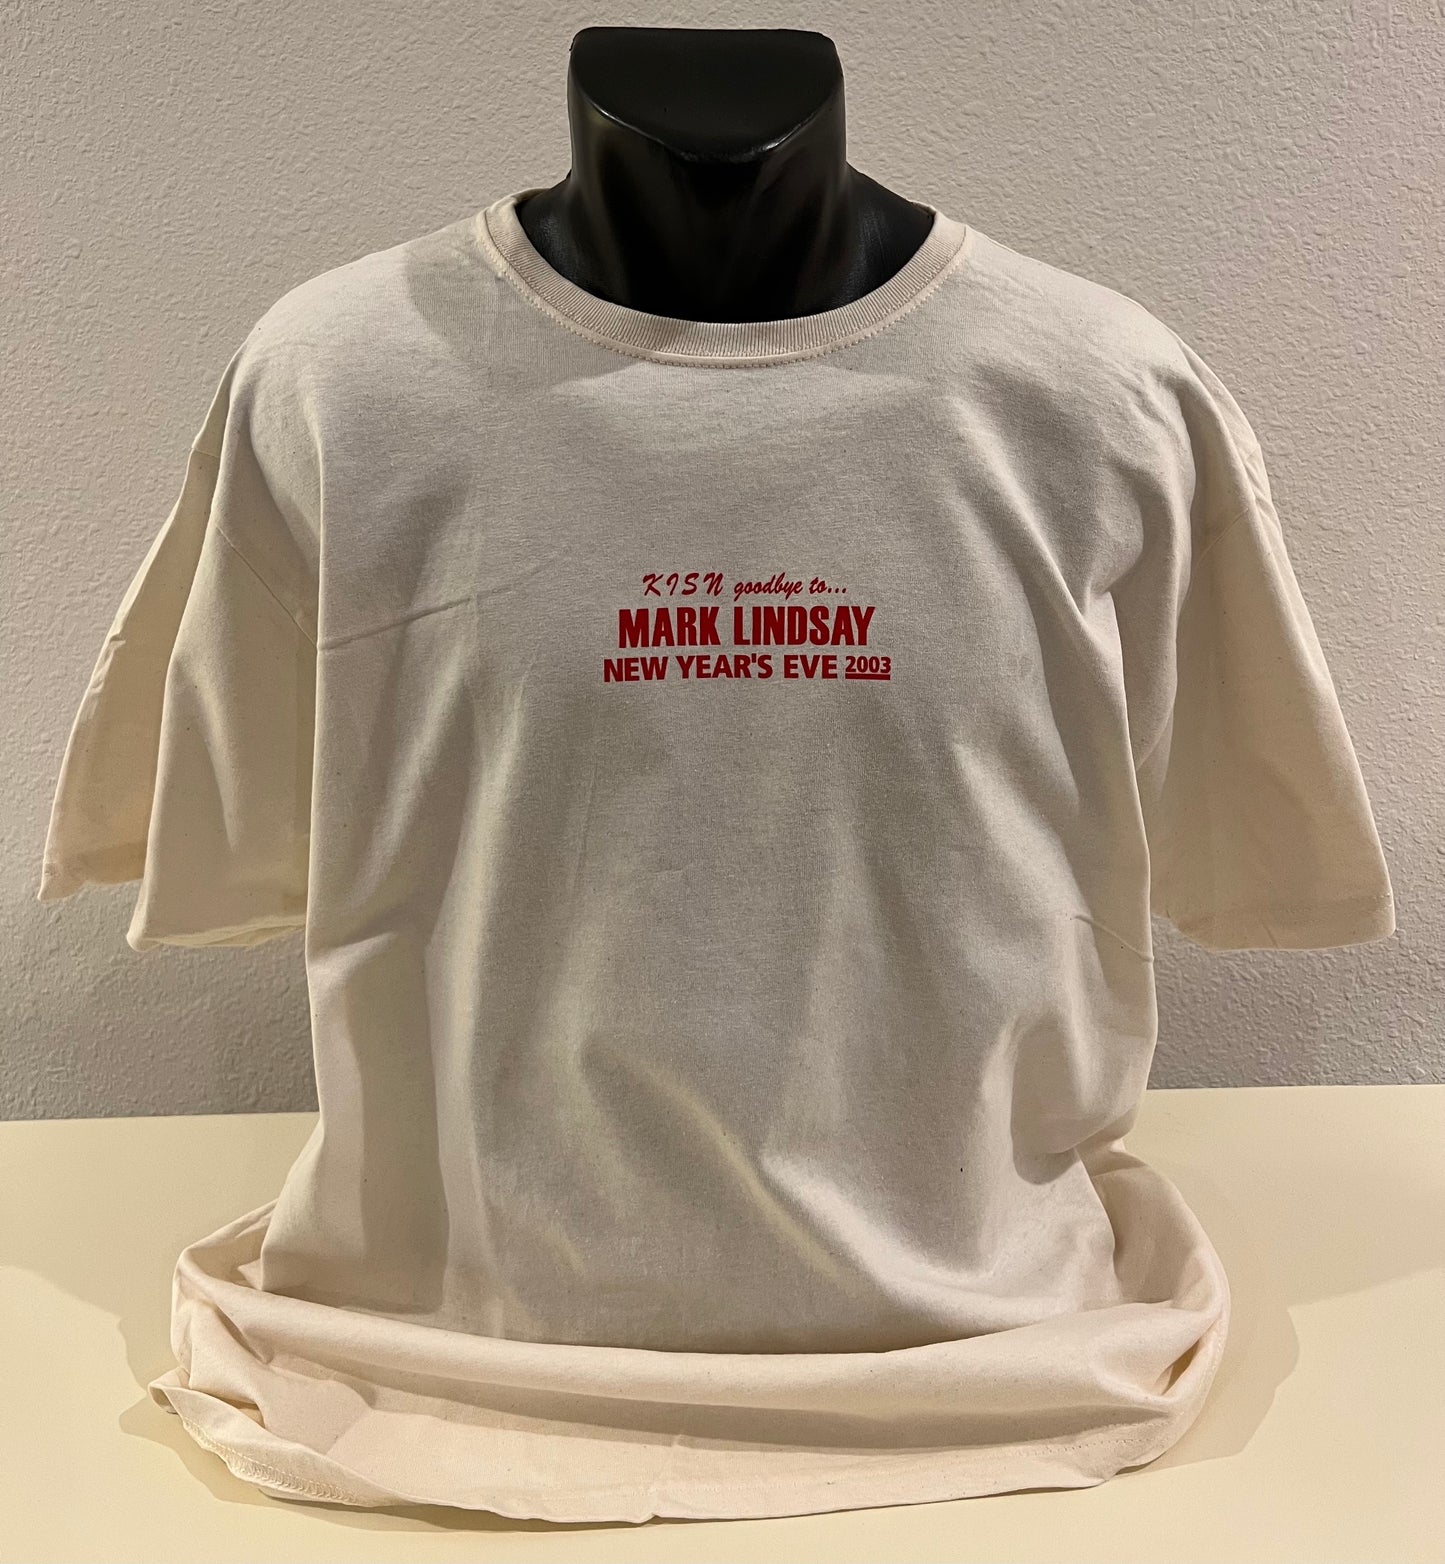 KISN goodbye to...
MARK LINDSAY
NEW YEAR'S EVE 2003